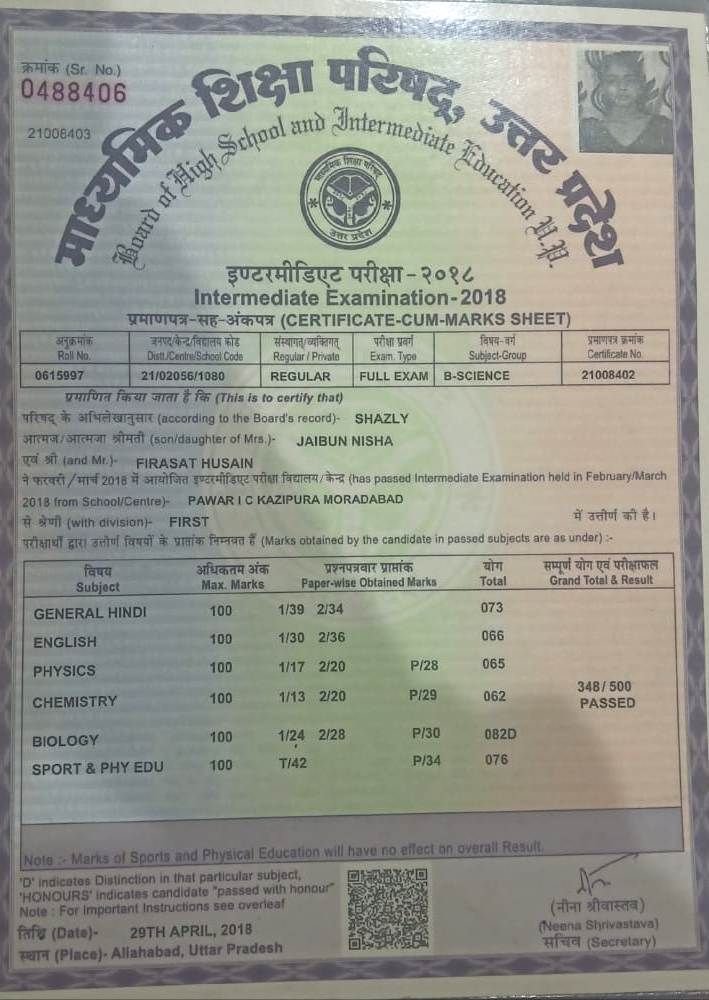 क्रमांक (Sr. No.)
0488406
21008403
माध्यमिक शिक्षा परिषद्, उत्तर प्रदेश
Board of High School and Intermediate Education U.P.
माध्यमिक शिक्षा परिषद्
उत्तर प्रदेश
इण्टरमीडिएट परीक्षा-२०१८
Intermediate Examination-2018
प्रमाणपत्र-सह-अंकपत्र (CERTIFICATE-CUM-MARKS SHEET)
अनुक्रमांक जनपद/केन्द्र/विद्यालय कोड संस्थागत/व्यक्तिगत परीक्षा प्रवर्ग विषय-वर्ग प्रमाणपत्र क्रमांक
Roll No. Distt./Centre/School Code Regular / Private Exam. Type Subject-Group Certificate No.
0615997 21/02056/1080 REGULAR FULL EXAM B-SCIENCE 21008402
प्रमाणित किया जाता है कि (This is to certify that)
परिषद् के अभिलेखानुसार (according to the Board's record)- SHAZLY
आत्मज/आत्मजा श्रीमती (son/daughter of Mrs.)- JAIBUN NISHA
एवं श्री (and Mr.)- FIRASAT HUSAIN
ने फरवरी/मार्च 2018 में आयोजित इण्टरमीडिएट परीक्षा विद्यालय/केन्द्र (has passed Intermediate Examination held in February/March
2018 from School/Centre)- PAWAR I C KAZIPURA MORADABAD
से श्रेणी (with division)- FIRST में उत्तीर्ण की है।
परीक्षार्थी द्वारा उत्तीर्ण विषयों के प्राप्तांक निम्नवत हैं (Marks obtained by the candidate in passed subjects are as under) :-
विषय अधिकतम अंक प्रश्नपत्रवार प्राप्तांक योग सम्पूर्ण योग एवं परीक्षाफल
Subject Max. Marks Paper-wise Obtained Marks Total Grand Total & Result
GENERAL HINDI 100 1/39 2/34 073
ENGLISH 100 1/30 2/36 066
PHYSICS 100 1/17 2/20 P/28 065
CHEMISTRY 100 1/13 2/20 P/29 062 348/500
PASSED
BIOLOGY 100 1/24 2/28 P/30 082D
SPORT & PHY EDU 100 T/42 P/34 076
Note :- Marks of Sports and Physical Education will have no effect on overall Result.
'D' indicates Distinction in that particular subject,
'HONOURS' indicates candidate "passed with honour"
Note : For Important Instructions see overleaf
तिथि (Date)- 29TH APRIL, 2018
स्थान (Place)- Allahabad, Uttar Pradesh
(नीना श्रीवास्तव)
(Neena Shrivastava)
सचिव (Secretary)